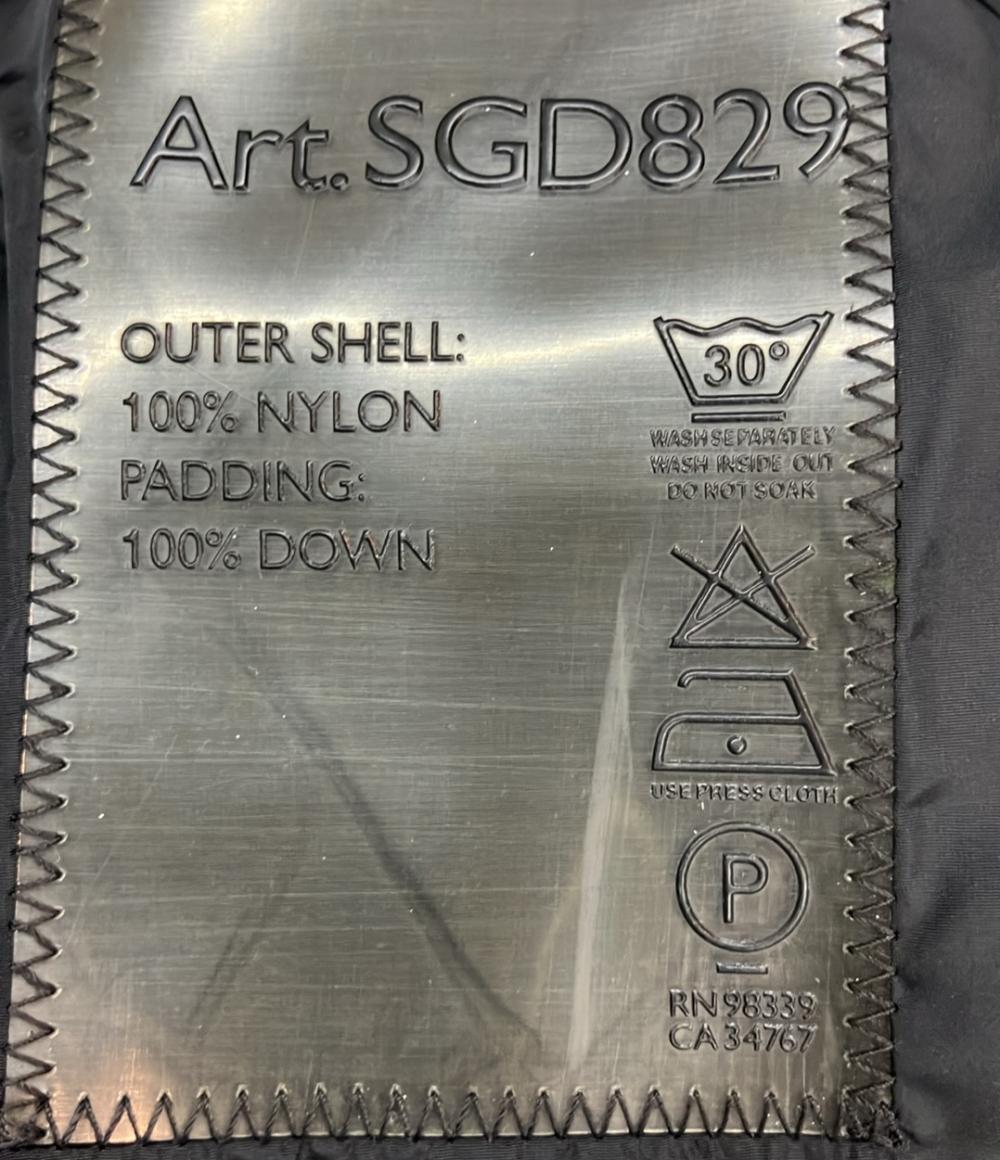 Art. SGD829
OUTER SHELL:
100% NYLON
PADDING:
100% DOWN
30°
WASH SEPARATELY
WASH INSIDE OUT
DO NOT SOAK
USE PRESS CLOTH
P
RN 98339
CA 34767